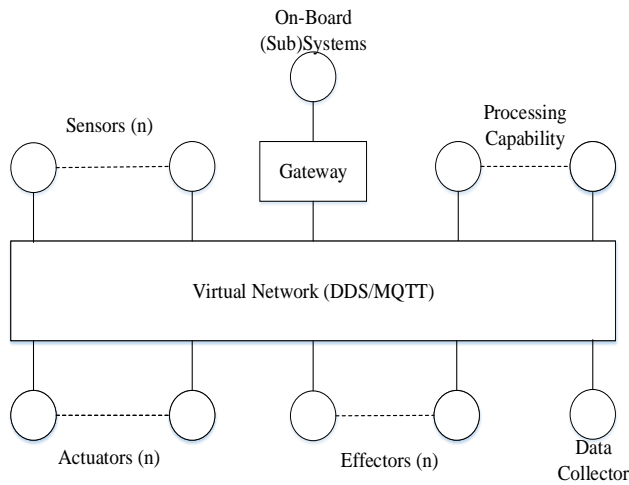 On-Board
(Sub)Systems
Sensors (n)
Processing
Capability
Gateway
Virtual Network (DDS/MQTT)
Actuators (n)
Effectors (n)
Data
Collector